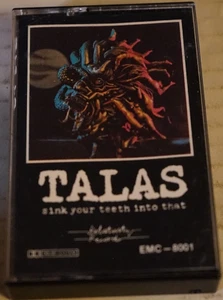 TALAS
sink your teeth into that
EMC-8001